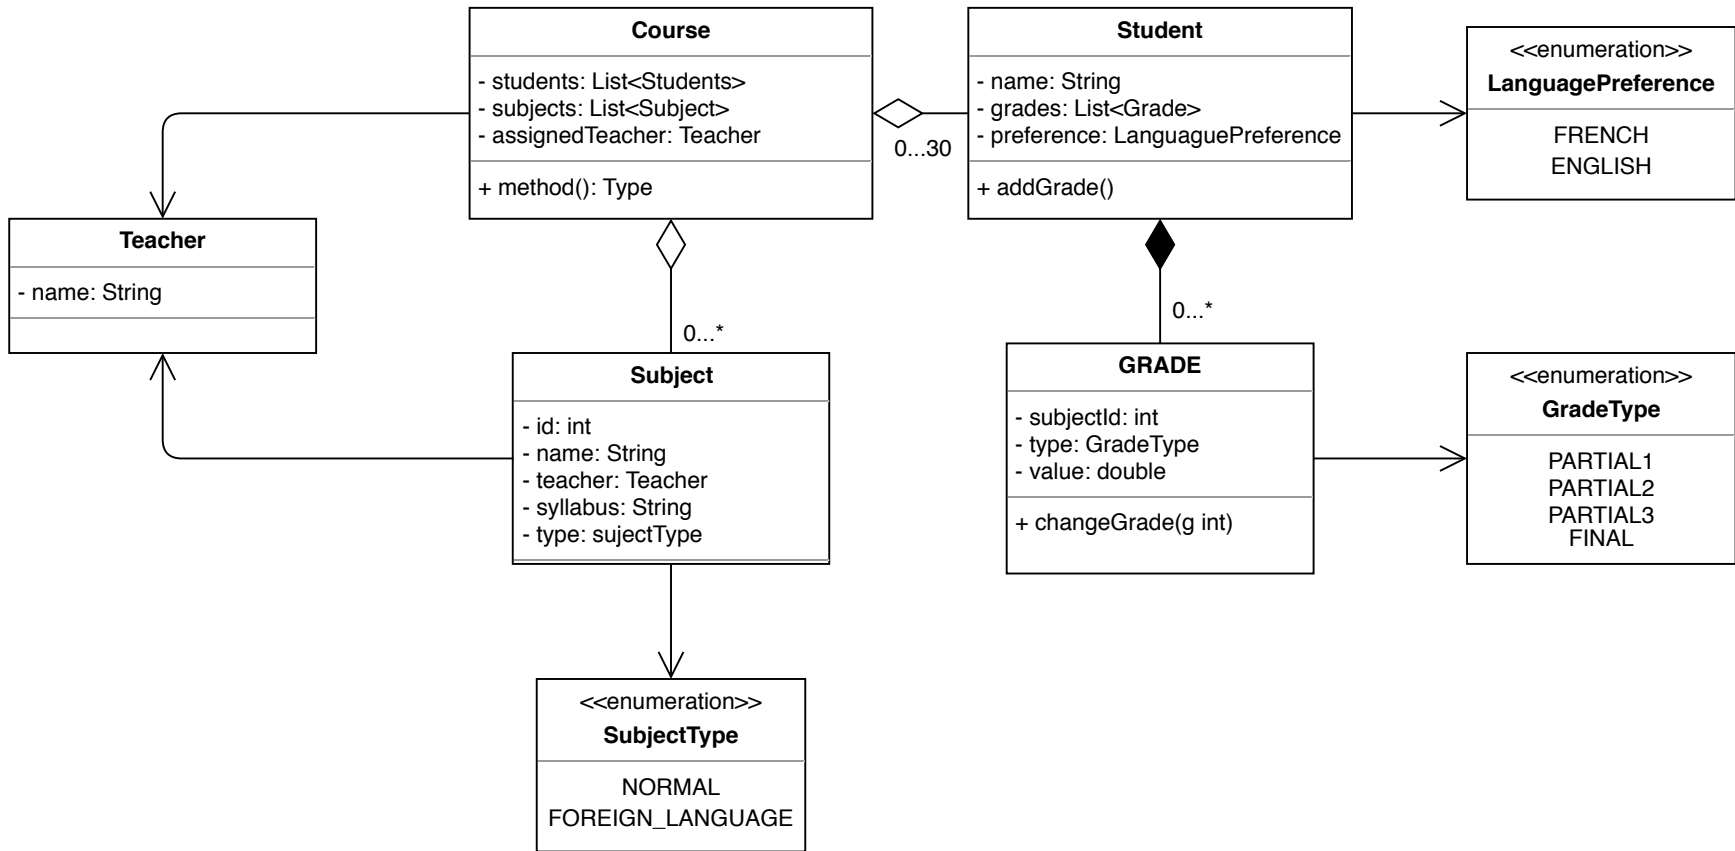 Course
- students: List<Students>
- subjects: List<Subject>
- assignedTeacher: Teacher
+ method(): Type
0...30
Student
- name: String
- grades: List<Grade>
- preference: LanguaguePreference
+ addGrade()
<<enumeration>>
LanguagePreference
FRENCH
ENGLISH
Teacher
- name: String
0...*
Subject
- id: int
- name: String
- teacher: Teacher
- syllabus: String
- type: sujectType
0...*
GRADE
- subjectId: int
- type: GradeType
- value: double
+ changeGrade(g int)
<<enumeration>>
GradeType
PARTIAL1
PARTIAL2
PARTIAL3
FINAL
<<enumeration>>
SubjectType
NORMAL
FOREIGN_LANGUAGE